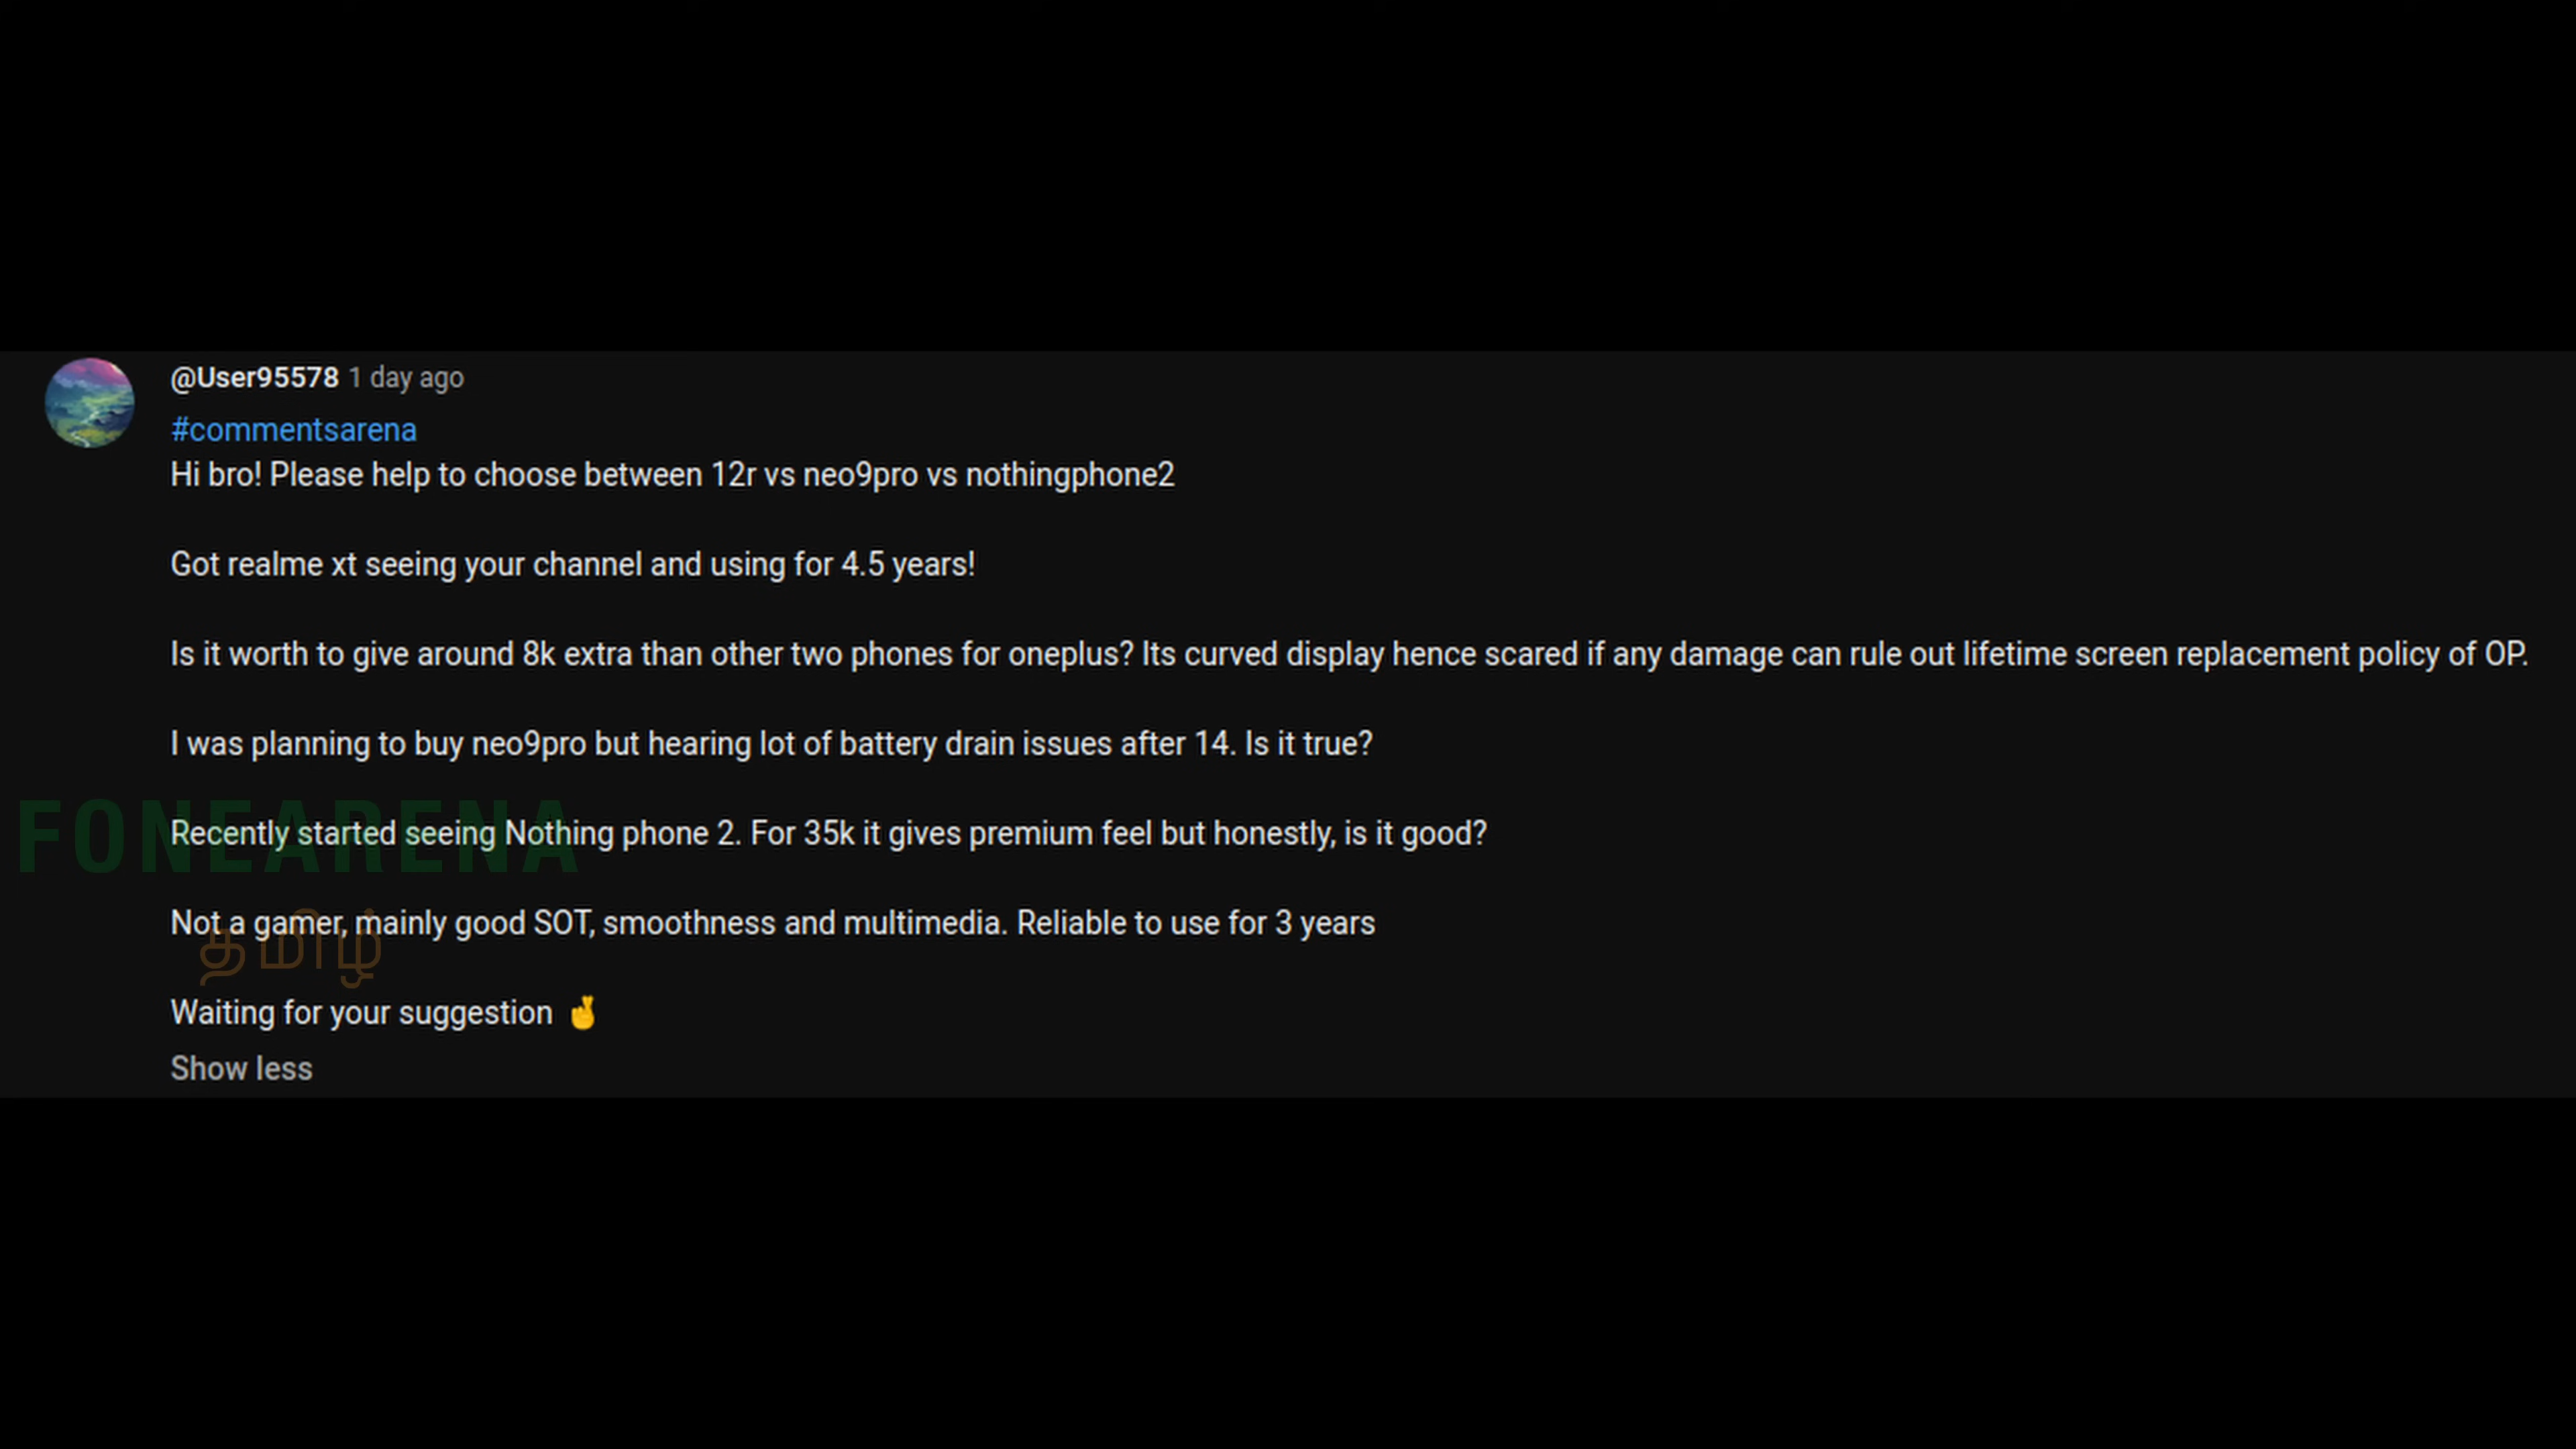 @User95578 1 day ago
#commentsarena
Hi bro! Please help to choose between 12r vs neo9pro vs nothingphone2
Got realme xt seeing your channel and using for 4.5 years!
Is it worth to give around 8k extra than other two phones for oneplus? Its curved display hence scared if any damage can rule out lifetime screen replacement policy of OP.
I was planning to buy neo9pro but hearing lot of battery drain issues after 14. Is it true?
Recently started seeing Nothing phone 2. For 35k it gives premium feel but honestly, is it good?
FONEARENA
Not a gamer, mainly good SOT, smoothness and multimedia. Reliable to use for 3 years
தமிழ்
Waiting for your suggestion 🤞
Show less